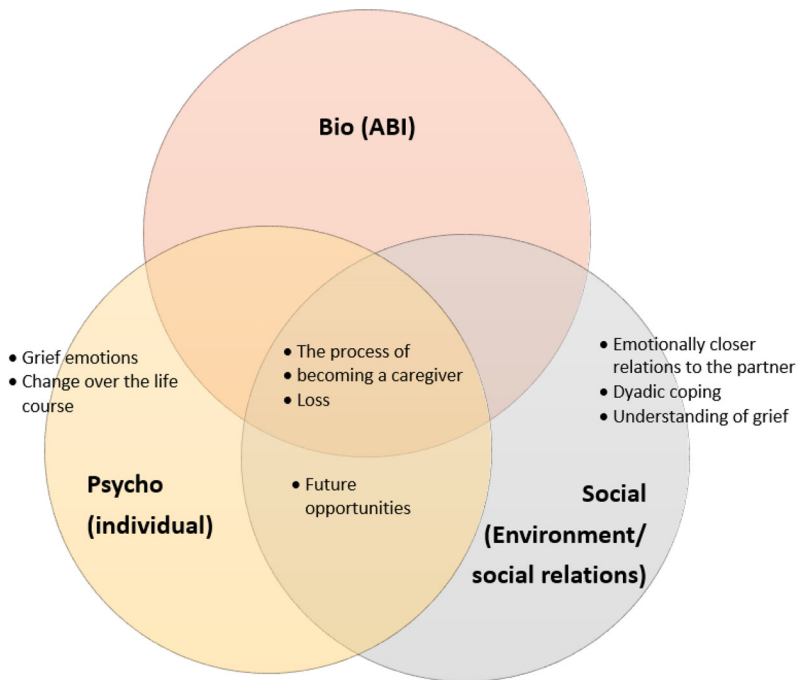 Bio (ABI)
• Grief emotions
• Change over the life
course
• The process of
• becoming a caregiver
• Loss
• Emotionally closer
relations to the partner
• Dyadic coping
• Understanding of grief
Psycho
(individual)
• Future
opportunities
Social
(Environment/
social relations)